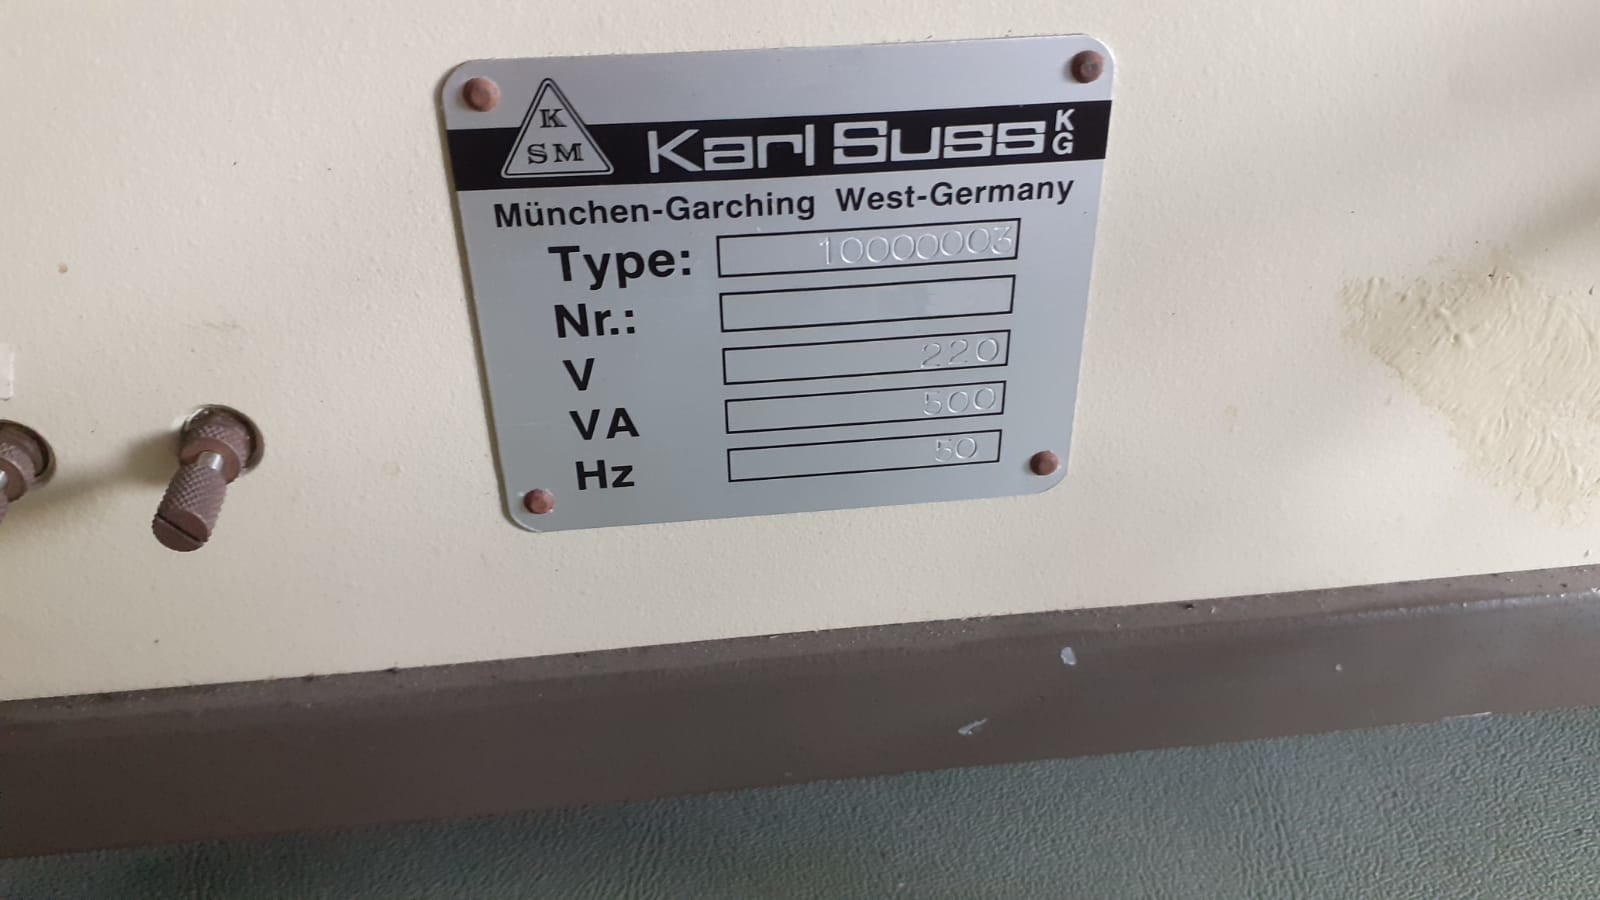 K
SM
Karl Suss KG
München-Garching West-Germany
Type: 10000003
Nr.:
V 220
VA 500
Hz 50